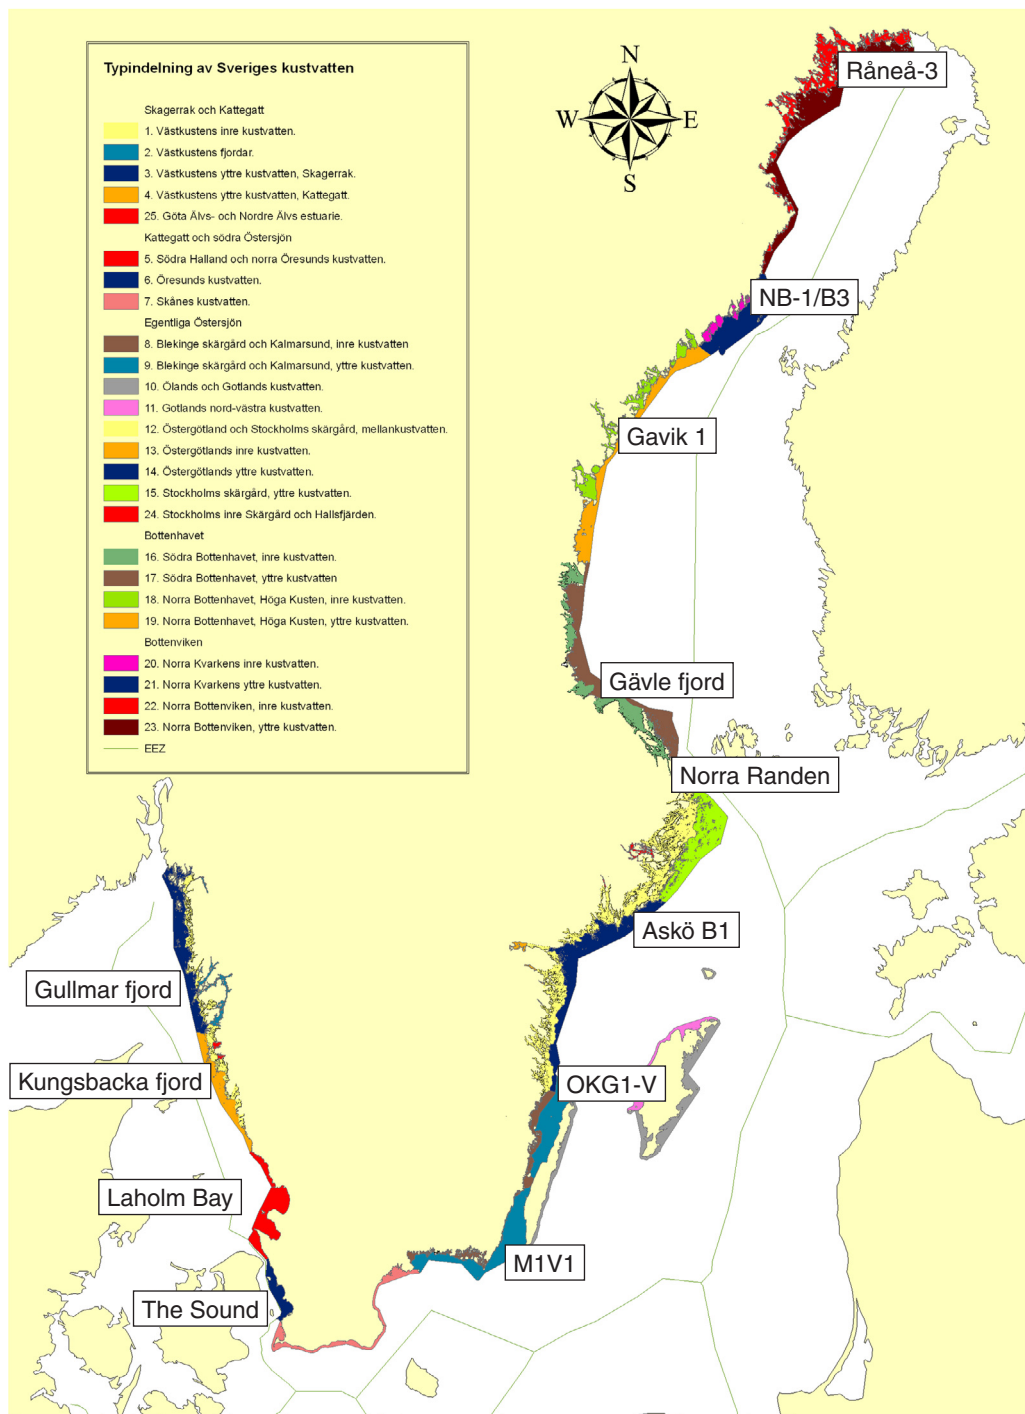 Typindelning av Sveriges kustvatten
Skagerrak och Kattegatt
1. Västkustens inre kustvatten.
2. Västkustens fjordar.
3. Västkustens yttre kustvatten, Skagerrak.
4. Västkustens yttre kustvatten, Kattegatt.
25. Göta Älvs- och Nordre Älvs estuarie.
Kattegatt och södra Östersjön
5. Södra Halland och norra Öresunds kustvatten.
6. Öresunds kustvatten.
7. Skånes kustvatten.
Egentliga Östersjön
8. Blekinge skärgård och Kalmarsund, inre kustvatten
9. Blekinge skärgård och Kalmarsund, yttre kustvatten.
10. Ölands och Gotlands kustvatten.
11. Gotlands nord-västra kustvatten.
12. Östergötland och Stockholms skärgård, mellankustvatten.
13. Östergötlands inre kustvatten.
14. Östergötlands yttre kustvatten.
15. Stockholms skärgård, yttre kustvatten.
24. Stockholms inre Skärgård och Hallsfjärden.
Bottenhavet
16. Södra Bottenhavet, inre kustvatten.
17. Södra Bottenhavet, yttre kustvatten
18. Norra Bottenhavet, Höga Kusten, inre kustvatten.
19. Norra Bottenhavet, Höga Kusten, yttre kustvatten.
Bottenviken
20. Norra Kvarkens inre kustvatten.
21. Norra Kvarkens yttre kustvatten.
22. Norra Bottenviken, inre kustvatten.
23. Norra Bottenviken, yttre kustvatten.
EEZ
N
W
E
S
Råneå-3
NB-1/B3
Gavik 1
Gävle fjord
Norra Randen
Askö B1
Gullmar fjord
Kungsbacka fjord
OKG1-V
Laholm Bay
M1V1
The Sound